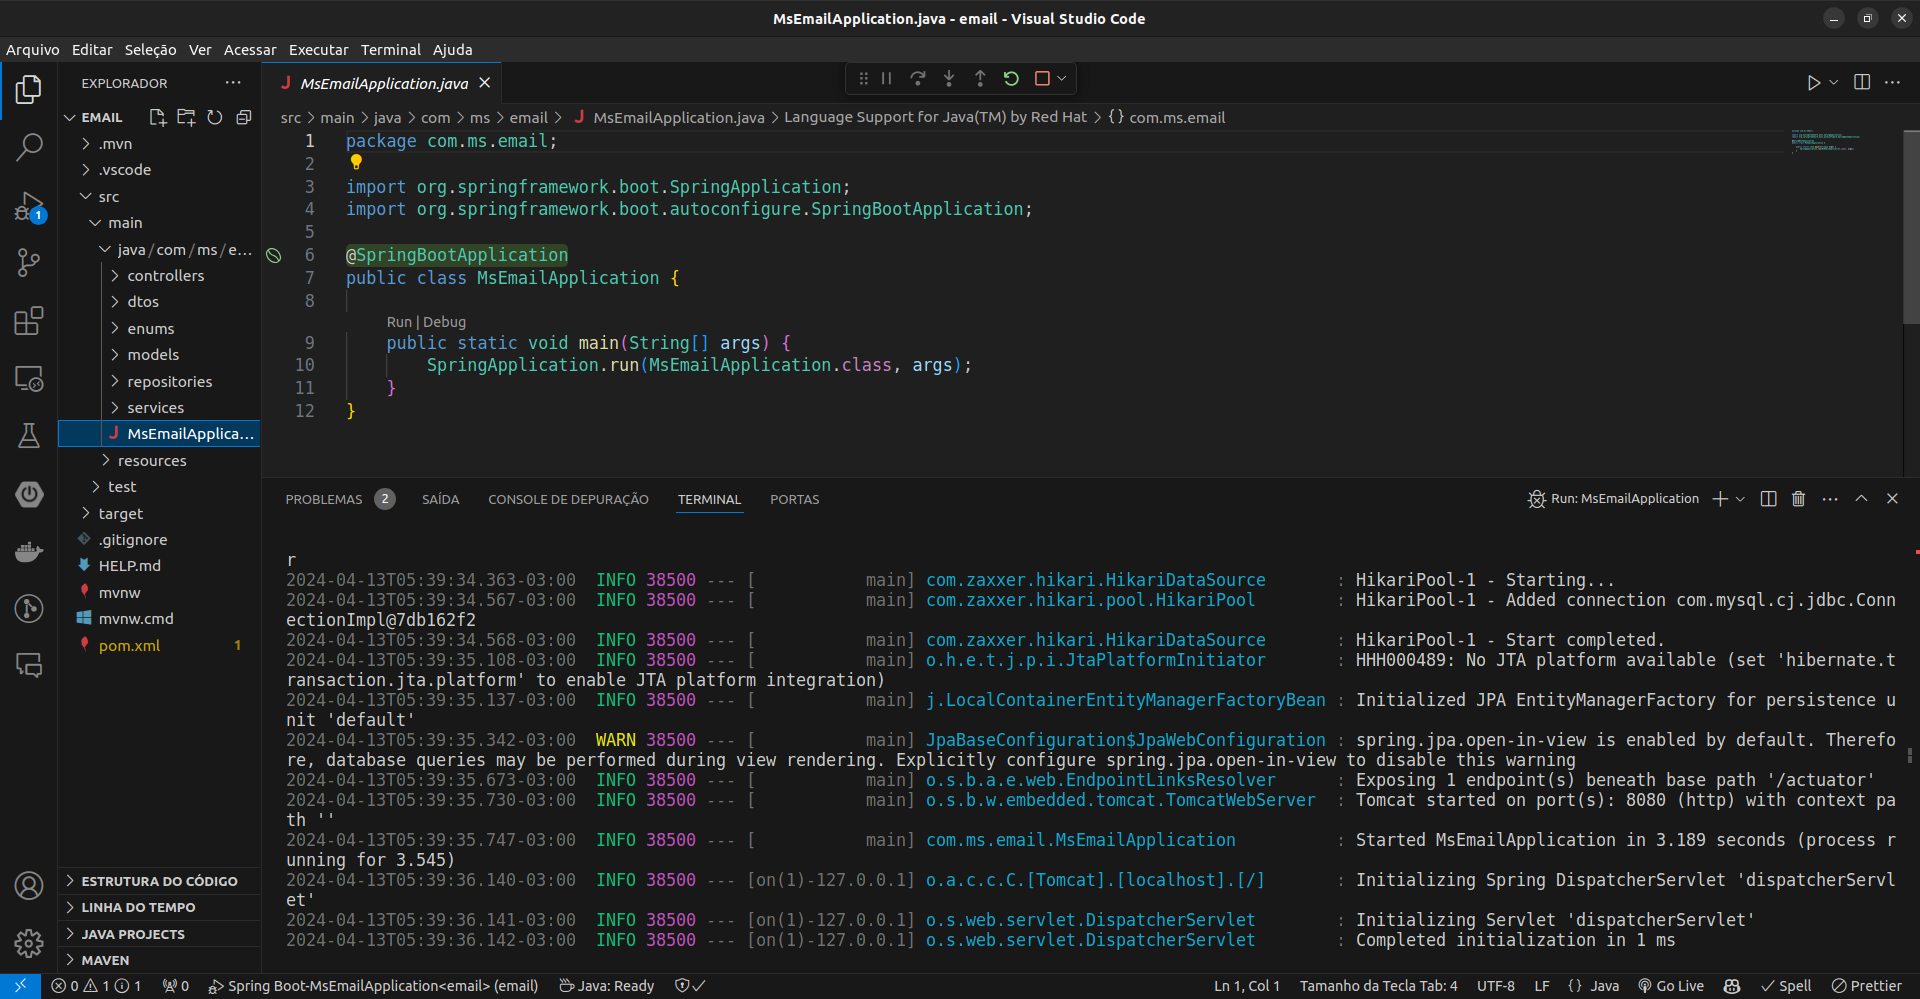 MsEmailApplication.java - email - Visual Studio Code
Arquivo Editar Seleção Ver Acessar Executar Terminal Ajuda
EXPLORADOR
EMAIL
.mvn
.vscode
src
main
java/com/ms/e...
controllers
dtos
enums
models
repositories
services
MsEmailApplica...
resources
test
target
.gitignore
HELP.md
mvnw
mvnw.cmd
pom.xml 1
ESTRUTURA DO CÓDIGO
LINHA DO TEMPO
JAVA PROJECTS
MAVEN
1
MsEmailApplication.java
src > main > java > com > ms > email > MsEmailApplication.java > Language Support for Java(TM) by Red Hat > {} com.ms.email
1 package com.ms.email;
2
3 import org.springframework.boot.SpringApplication;
4 import org.springframework.boot.autoconfigure.SpringBootApplication;
5
6 @SpringBootApplication
7 public class MsEmailApplication {
8
Run | Debug
9 public static void main(String[] args) {
10 SpringApplication.run(MsEmailApplication.class, args);
11 }
12 }
PROBLEMAS 2 SAÍDA CONSOLE DE DEPURAÇÃO TERMINAL PORTAS
Run: MsEmailApplication
r
2024-04-13T05:39:34.363-03:00  INFO 38500 --- [           main] com.zaxxer.hikari.HikariDataSource       : HikariPool-1 - Starting...
2024-04-13T05:39:34.567-03:00  INFO 38500 --- [           main] com.zaxxer.hikari.pool.HikariPool        : HikariPool-1 - Added connection com.mysql.cj.jdbc.Conn
ectionImpl@7db162f2
2024-04-13T05:39:34.568-03:00  INFO 38500 --- [           main] com.zaxxer.hikari.HikariDataSource       : HikariPool-1 - Start completed.
2024-04-13T05:39:35.108-03:00  INFO 38500 --- [           main] o.h.e.t.j.p.i.JtaPlatformInitiator       : HHH000489: No JTA platform available (set 'hibernate.t
ransaction.jta.platform' to enable JTA platform integration)
2024-04-13T05:39:35.137-03:00  INFO 38500 --- [           main] j.LocalContainerEntityManagerFactoryBean : Initialized JPA EntityManagerFactory for persistence u
nit 'default'
2024-04-13T05:39:35.342-03:00  WARN 38500 --- [           main] JpaBaseConfiguration$JpaWebConfiguration : spring.jpa.open-in-view is enabled by default. Therefo
re, database queries may be performed during view rendering. Explicitly configure spring.jpa.open-in-view to disable this warning
2024-04-13T05:39:35.673-03:00  INFO 38500 --- [           main] o.s.b.a.e.web.EndpointLinksResolver      : Exposing 1 endpoint(s) beneath base path '/actuator'
2024-04-13T05:39:35.730-03:00  INFO 38500 --- [           main] o.s.b.w.embedded.tomcat.TomcatWebServer  : Tomcat started on port(s): 8080 (http) with context pa
th ''
2024-04-13T05:39:35.747-03:00  INFO 38500 --- [           main] com.ms.email.MsEmailApplication          : Started MsEmailApplication in 3.189 seconds (process r
unning for 3.545)
2024-04-13T05:39:36.140-03:00  INFO 38500 --- [on(1)-127.0.0.1] o.a.c.c.C.[Tomcat].[localhost].[/]       : Initializing Spring DispatcherServlet 'dispatcherServl
et'
2024-04-13T05:39:36.141-03:00  INFO 38500 --- [on(1)-127.0.0.1] o.s.web.servlet.DispatcherServlet        : Initializing Servlet 'dispatcherServlet'
2024-04-13T05:39:36.142-03:00  INFO 38500 --- [on(1)-127.0.0.1] o.s.web.servlet.DispatcherServlet        : Completed initialization in 1 ms
0 1 1 0 Spring Boot-MsEmailApplication<email> (email) Java: Ready Ln 1, Col 1 Tamanho da Tecla Tab: 4 UTF-8 LF {} Java Go Live Spell Prettier